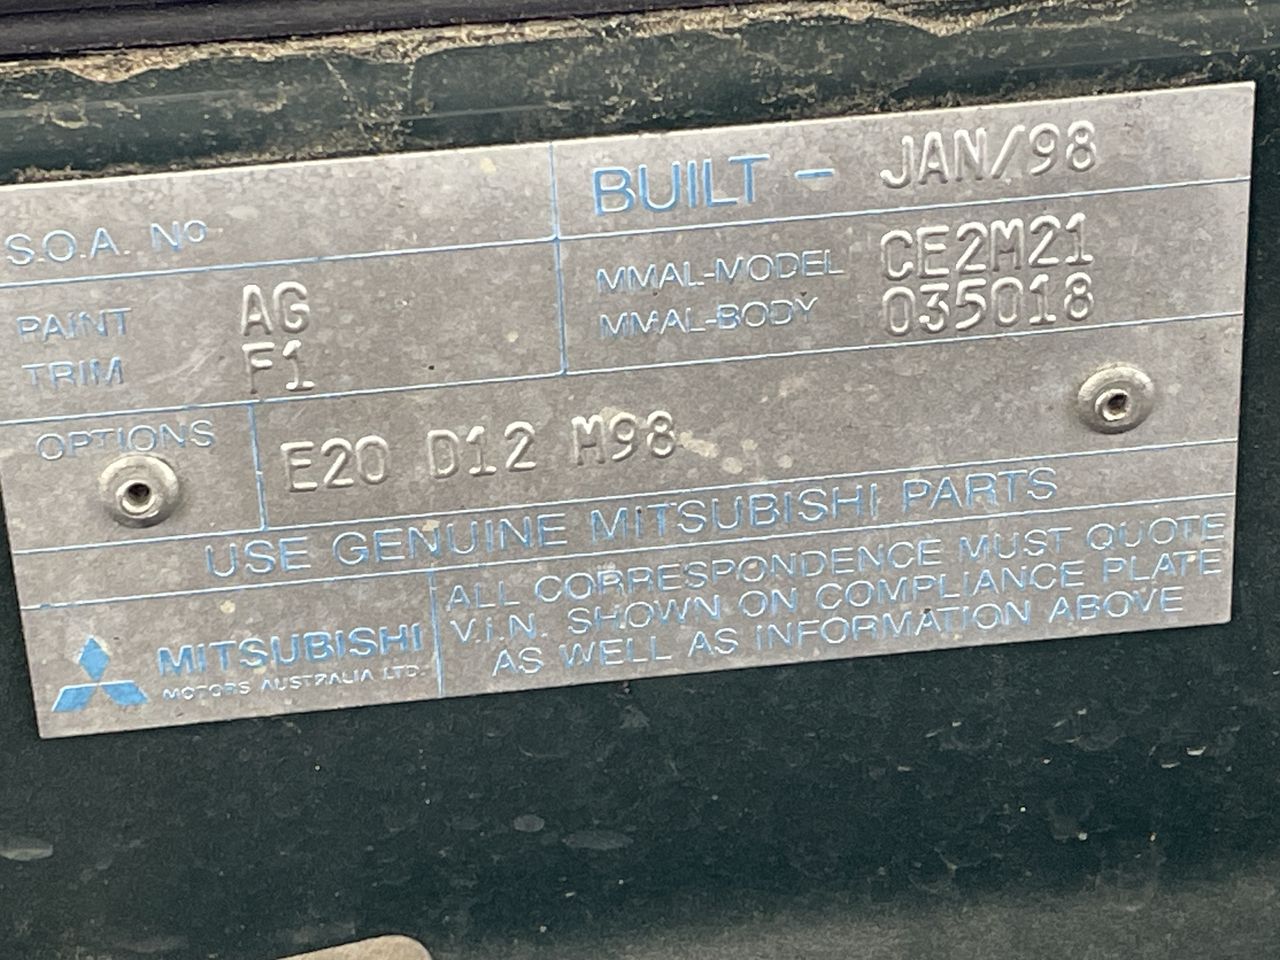 S.O.A. No
BUILT - JAN/98
MMAL-MODEL CE2M21
MMAL-BODY 035018
PAINT AG
TRIM F1
OPTIONS E20 D12 M98
USE GENUINE MITSUBISHI PARTS
MITSUBISHI
MOTORS AUSTRALIA LTD.
ALL CORRESPONDENCE MUST QUOTE
V.I.N. SHOWN ON COMPLIANCE PLATE
AS WELL AS INFORMATION ABOVE